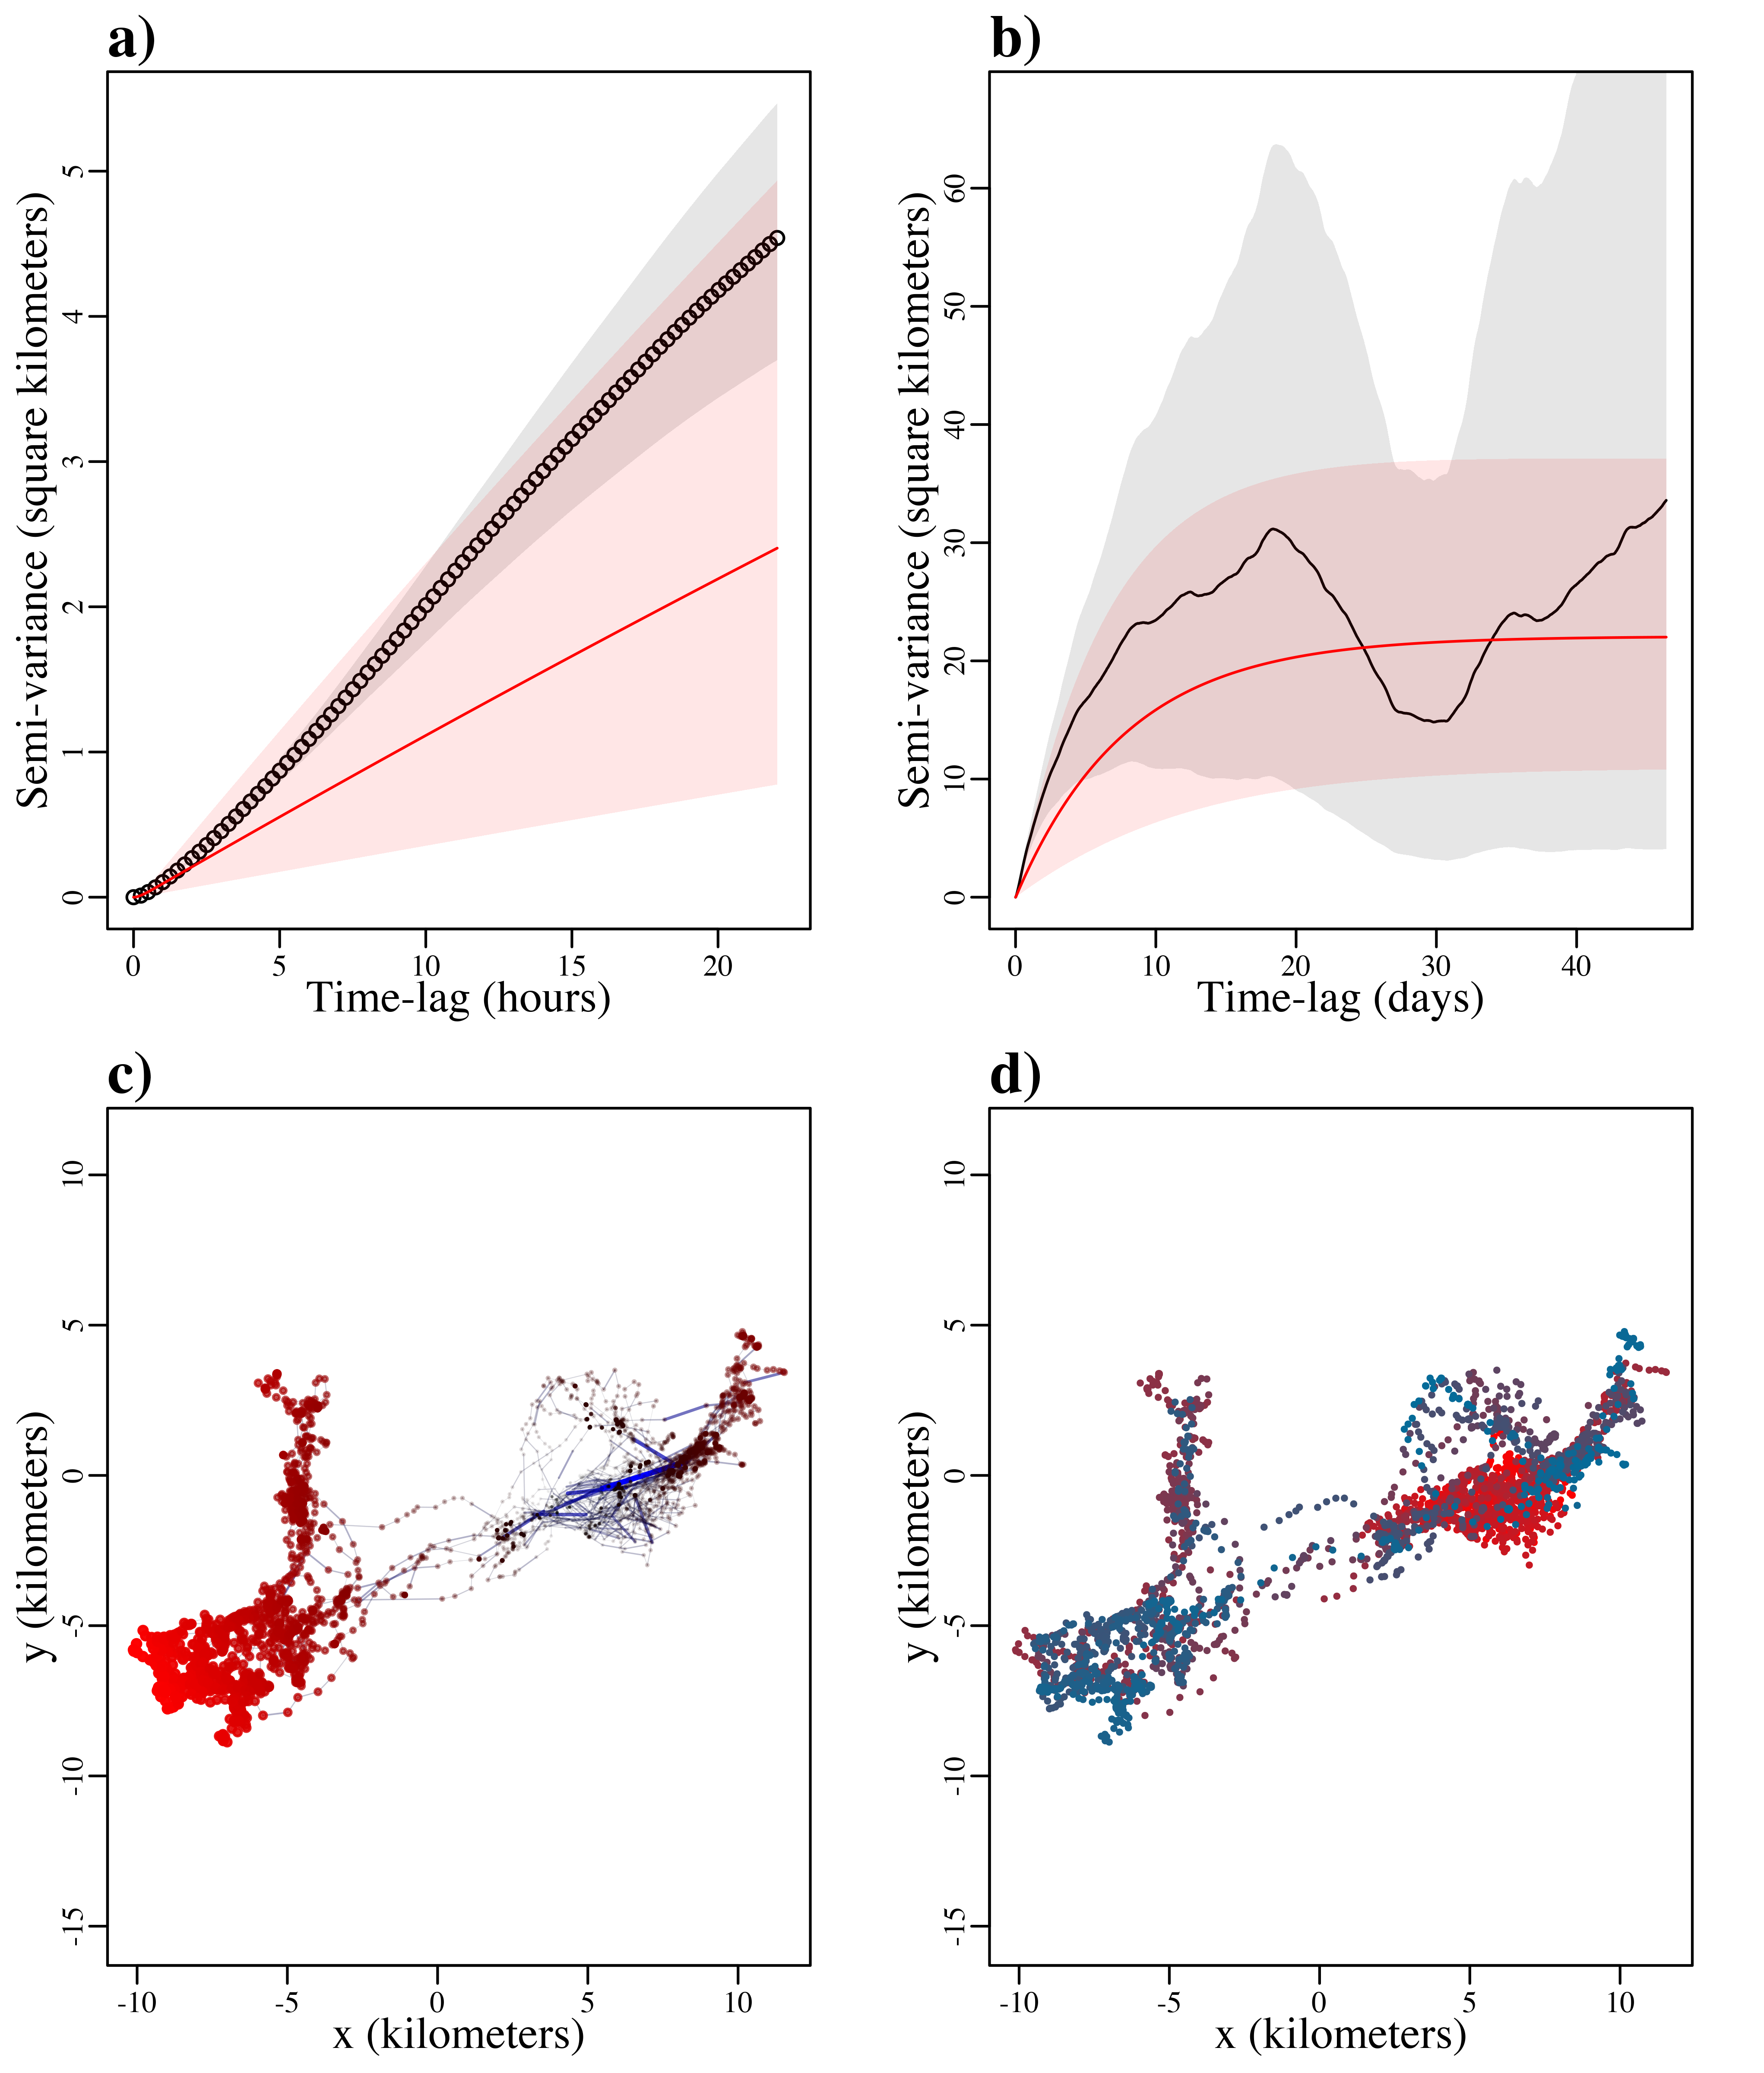 a)
Semi-variance (square kilometers)
5
4
3
2
1
0
0 5 10 15 20
Time-lag (hours)
b)
Semi-variance (square kilometers)
60
50
40
30
20
10
0
0 10 20 30 40
Time-lag (days)
c)
y (kilometers)
10
5
0
-5
-10
-15
-10 -5 0 5 10
x (kilometers)
d)
y (kilometers)
10
5
0
-5
-10
-15
-10 -5 0 5 10
x (kilometers)